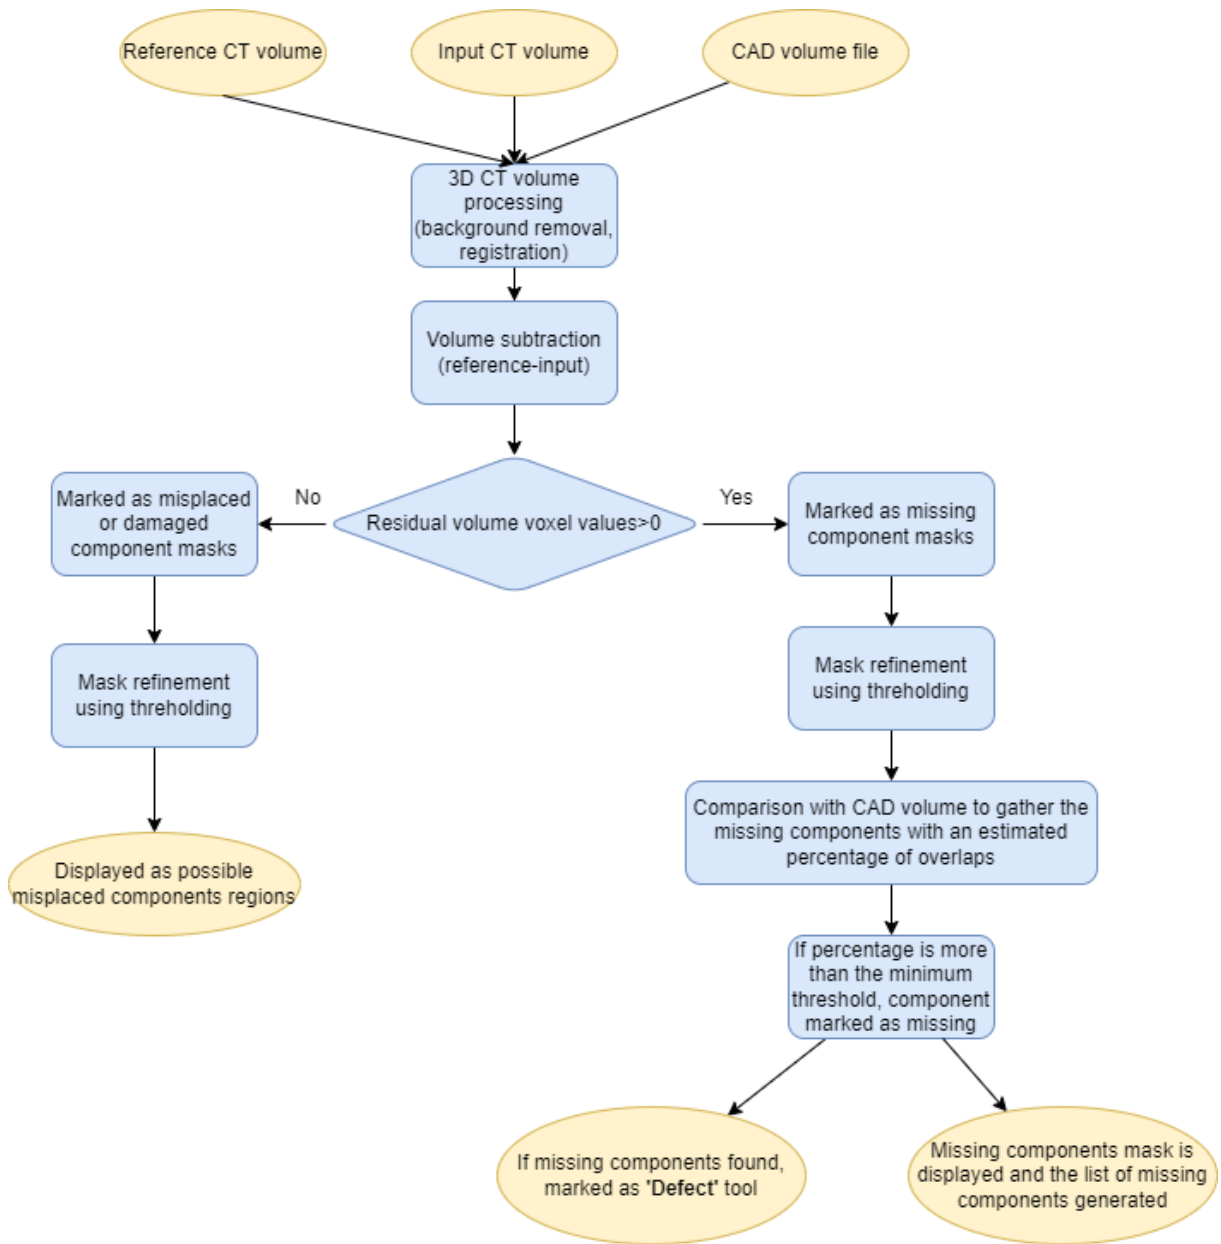 Reference CT volume
Input CT volume
CAD volume file
3D CT volume
processing
(background removal,
registration)
Volume subtraction
(reference-input)
Residual volume voxel values>0
No
Yes
Marked as misplaced
or damaged
component masks
Marked as missing
component masks
Mask refinement
using threholding
Mask refinement
using threholding
Displayed as possible
misplaced components regions
Comparison with CAD volume to gather the
missing components with an estimated
percentage of overlaps
If percentage is more
than the minimum
threshold, component
marked as missing
If missing components found,
marked as 'Defect' tool
Missing components mask is
displayed and the list of missing
components generated